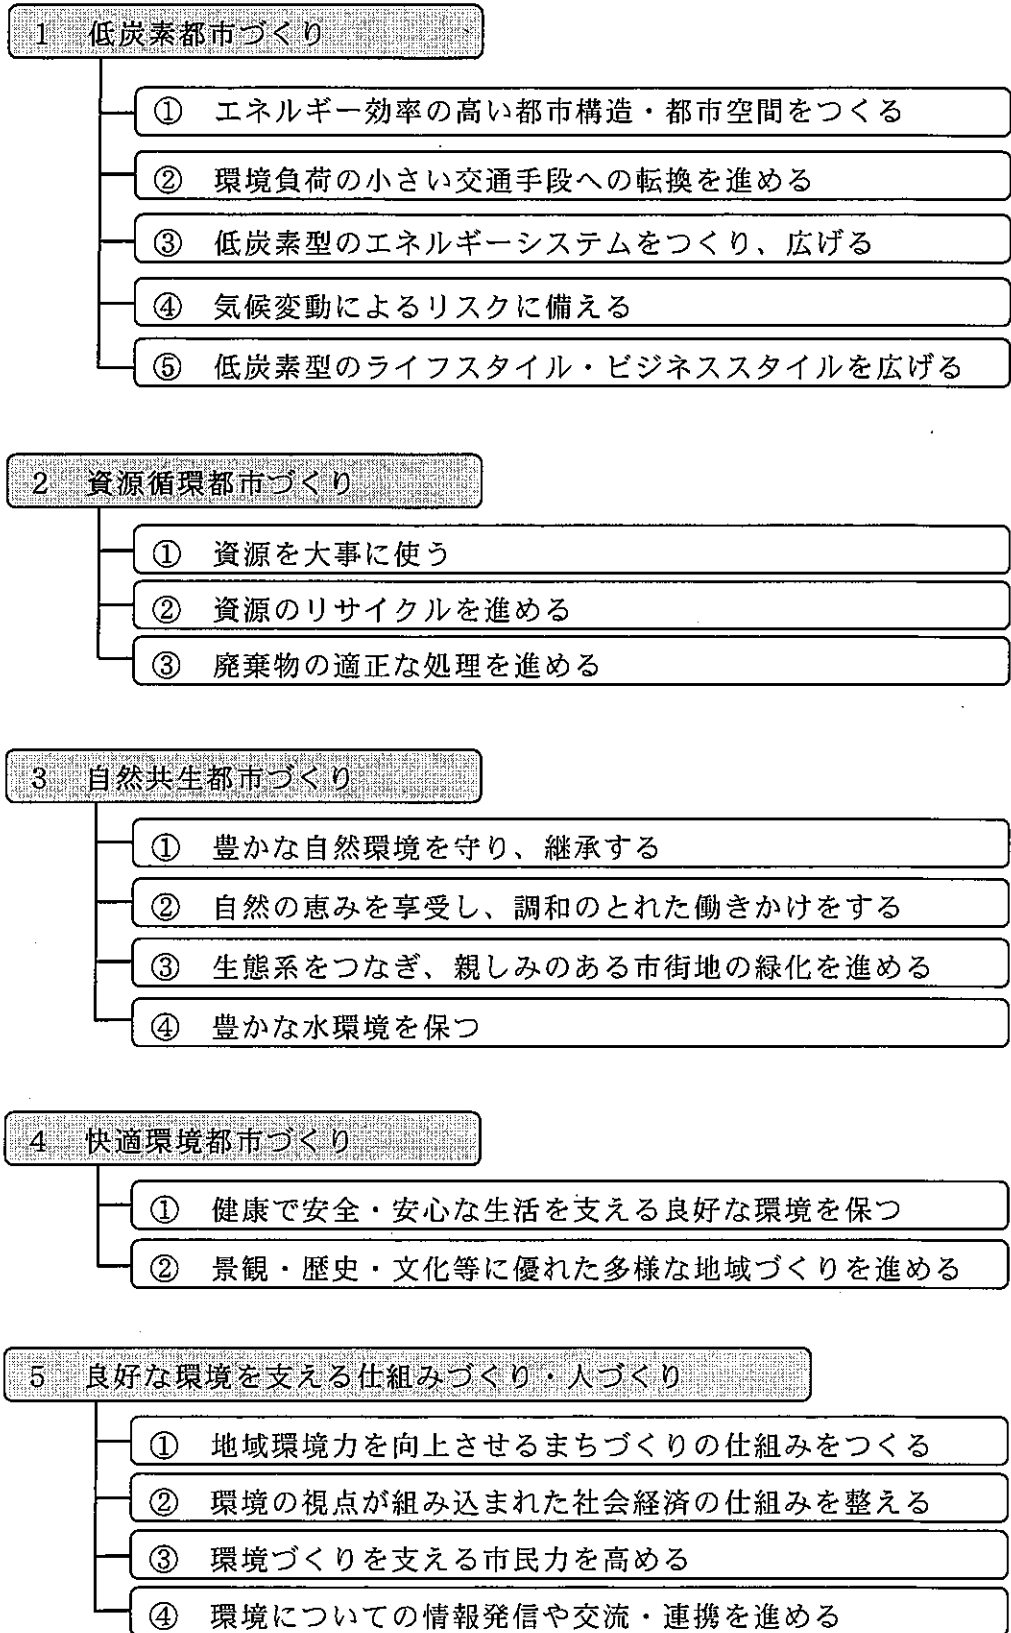 1 低炭素都市づくり
① エネルギー効率の高い都市構造・都市空間をつくる
② 環境負荷の小さい交通手段への転換を進める
③ 低炭素型のエネルギーシステムをつくり、広げる
④ 気候変動によるリスクに備える
⑤ 低炭素型のライフスタイル・ビジネススタイルを広げる
2 資源循環都市づくり
① 資源を大事に使う
② 資源のリサイクルを進める
③ 廃棄物の適正な処理を進める
3 自然共生都市づくり
① 豊かな自然環境を守り、継承する
② 自然の恵みを享受し、調和のとれた働きかけをする
③ 生態系をつなぎ、親しみのある市街地の緑化を進める
④ 豊かな水環境を保つ
4 快適環境都市づくり
① 健康で安全・安心な生活を支える良好な環境を保つ
② 景観・歴史・文化等に優れた多様な地域づくりを進める
5 良好な環境を支える仕組みづくり・人づくり
① 地域環境力を向上させるまちづくりの仕組みをつくる
② 環境の視点が組み込まれた社会経済の仕組みを整える
③ 環境づくりを支える市民力を高める
④ 環境についての情報発信や交流・連携を進める